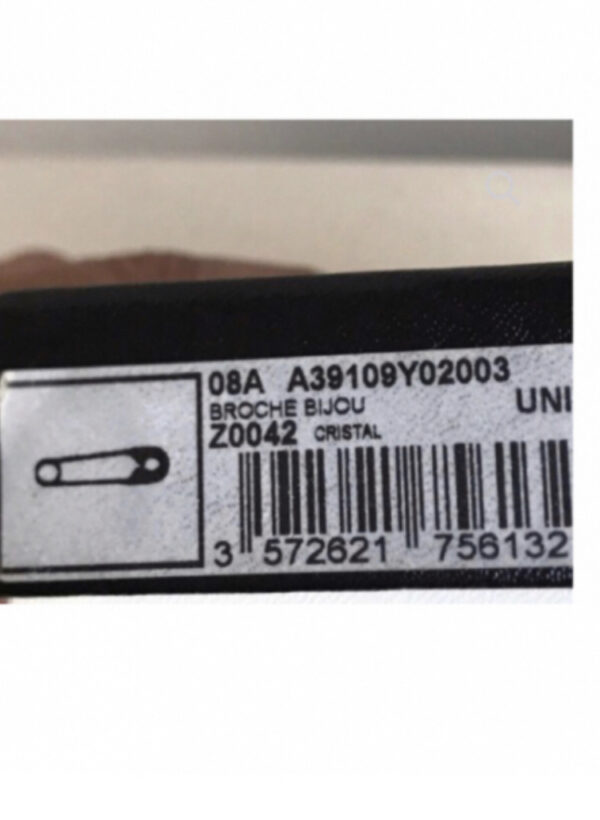 08A A39109Y02003
BROCHE BIJOU UNI
Z0042 CRISTAL
3 572621 756132